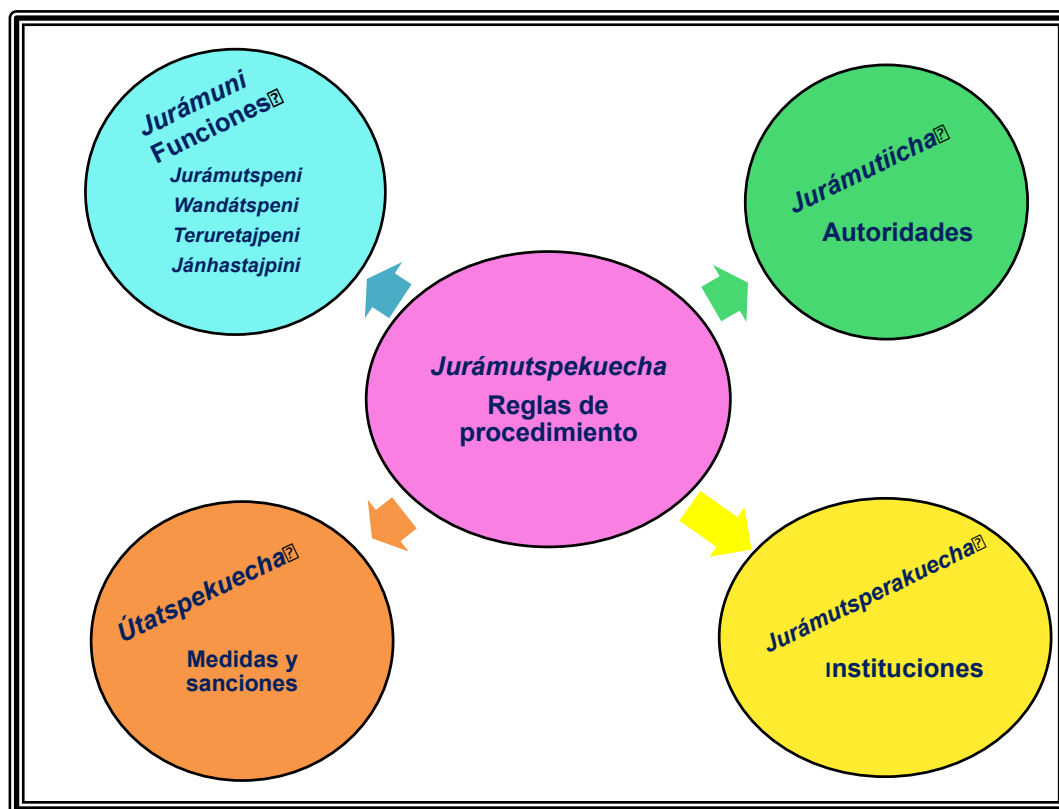 Jurámuni
Funciones
Jurámutspeni
Wandátspeni
Teruretajpeni
Jánhastajpini
Jurámutiicha
Autoridades
Jurámutspekuecha
Reglas de
procedimiento
Útatspekuecha
Medidas y
sanciones
Jurámutsperakuecha
Instituciones